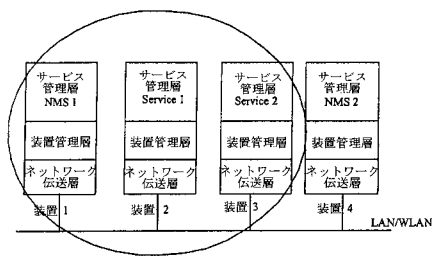 サービス
管理層
NMS 1
装置管理層
ネットワーク
伝送層
装置 1
サービス
管理層
Service 1
装置管理層
ネットワーク
伝送層
装置 2
サービス
管理層
Service 2
装置管理層
ネットワーク
伝送層
装置 3
サービス
管理層
NMS 2
装置管理層
ネットワーク
伝送層
装置 4
LAN/WLAN